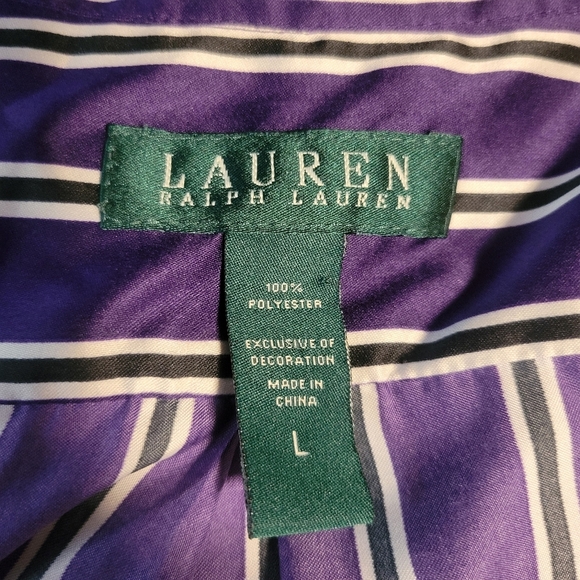 LAUREN
RALPH LAUREN
100%
POLYESTER
EXCLUSIVE OF
DECORATION
MADE IN
CHINA
L